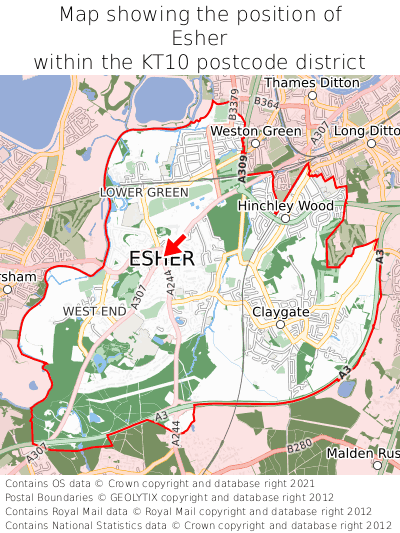 Map showing the position of
Esher
within the KT10 postcode district
Thames Ditton
B3379
B364
Weston Green
A307
Long Ditto
A309
LOWER GREEN
Hinchley Wood
ESHER
A3
rsham
A244
A307
WEST END
Claygate
A3
A3
A244
B280
A307
Malden Rus
Contains OS data © Crown copyright and database right 2021
Postal Boundaries © GEOLYTIX copyright and database right 2012
Contains Royal Mail data © Royal Mail copyright and database right 2012
Contains National Statistics data © Crown copyright and database right 2012